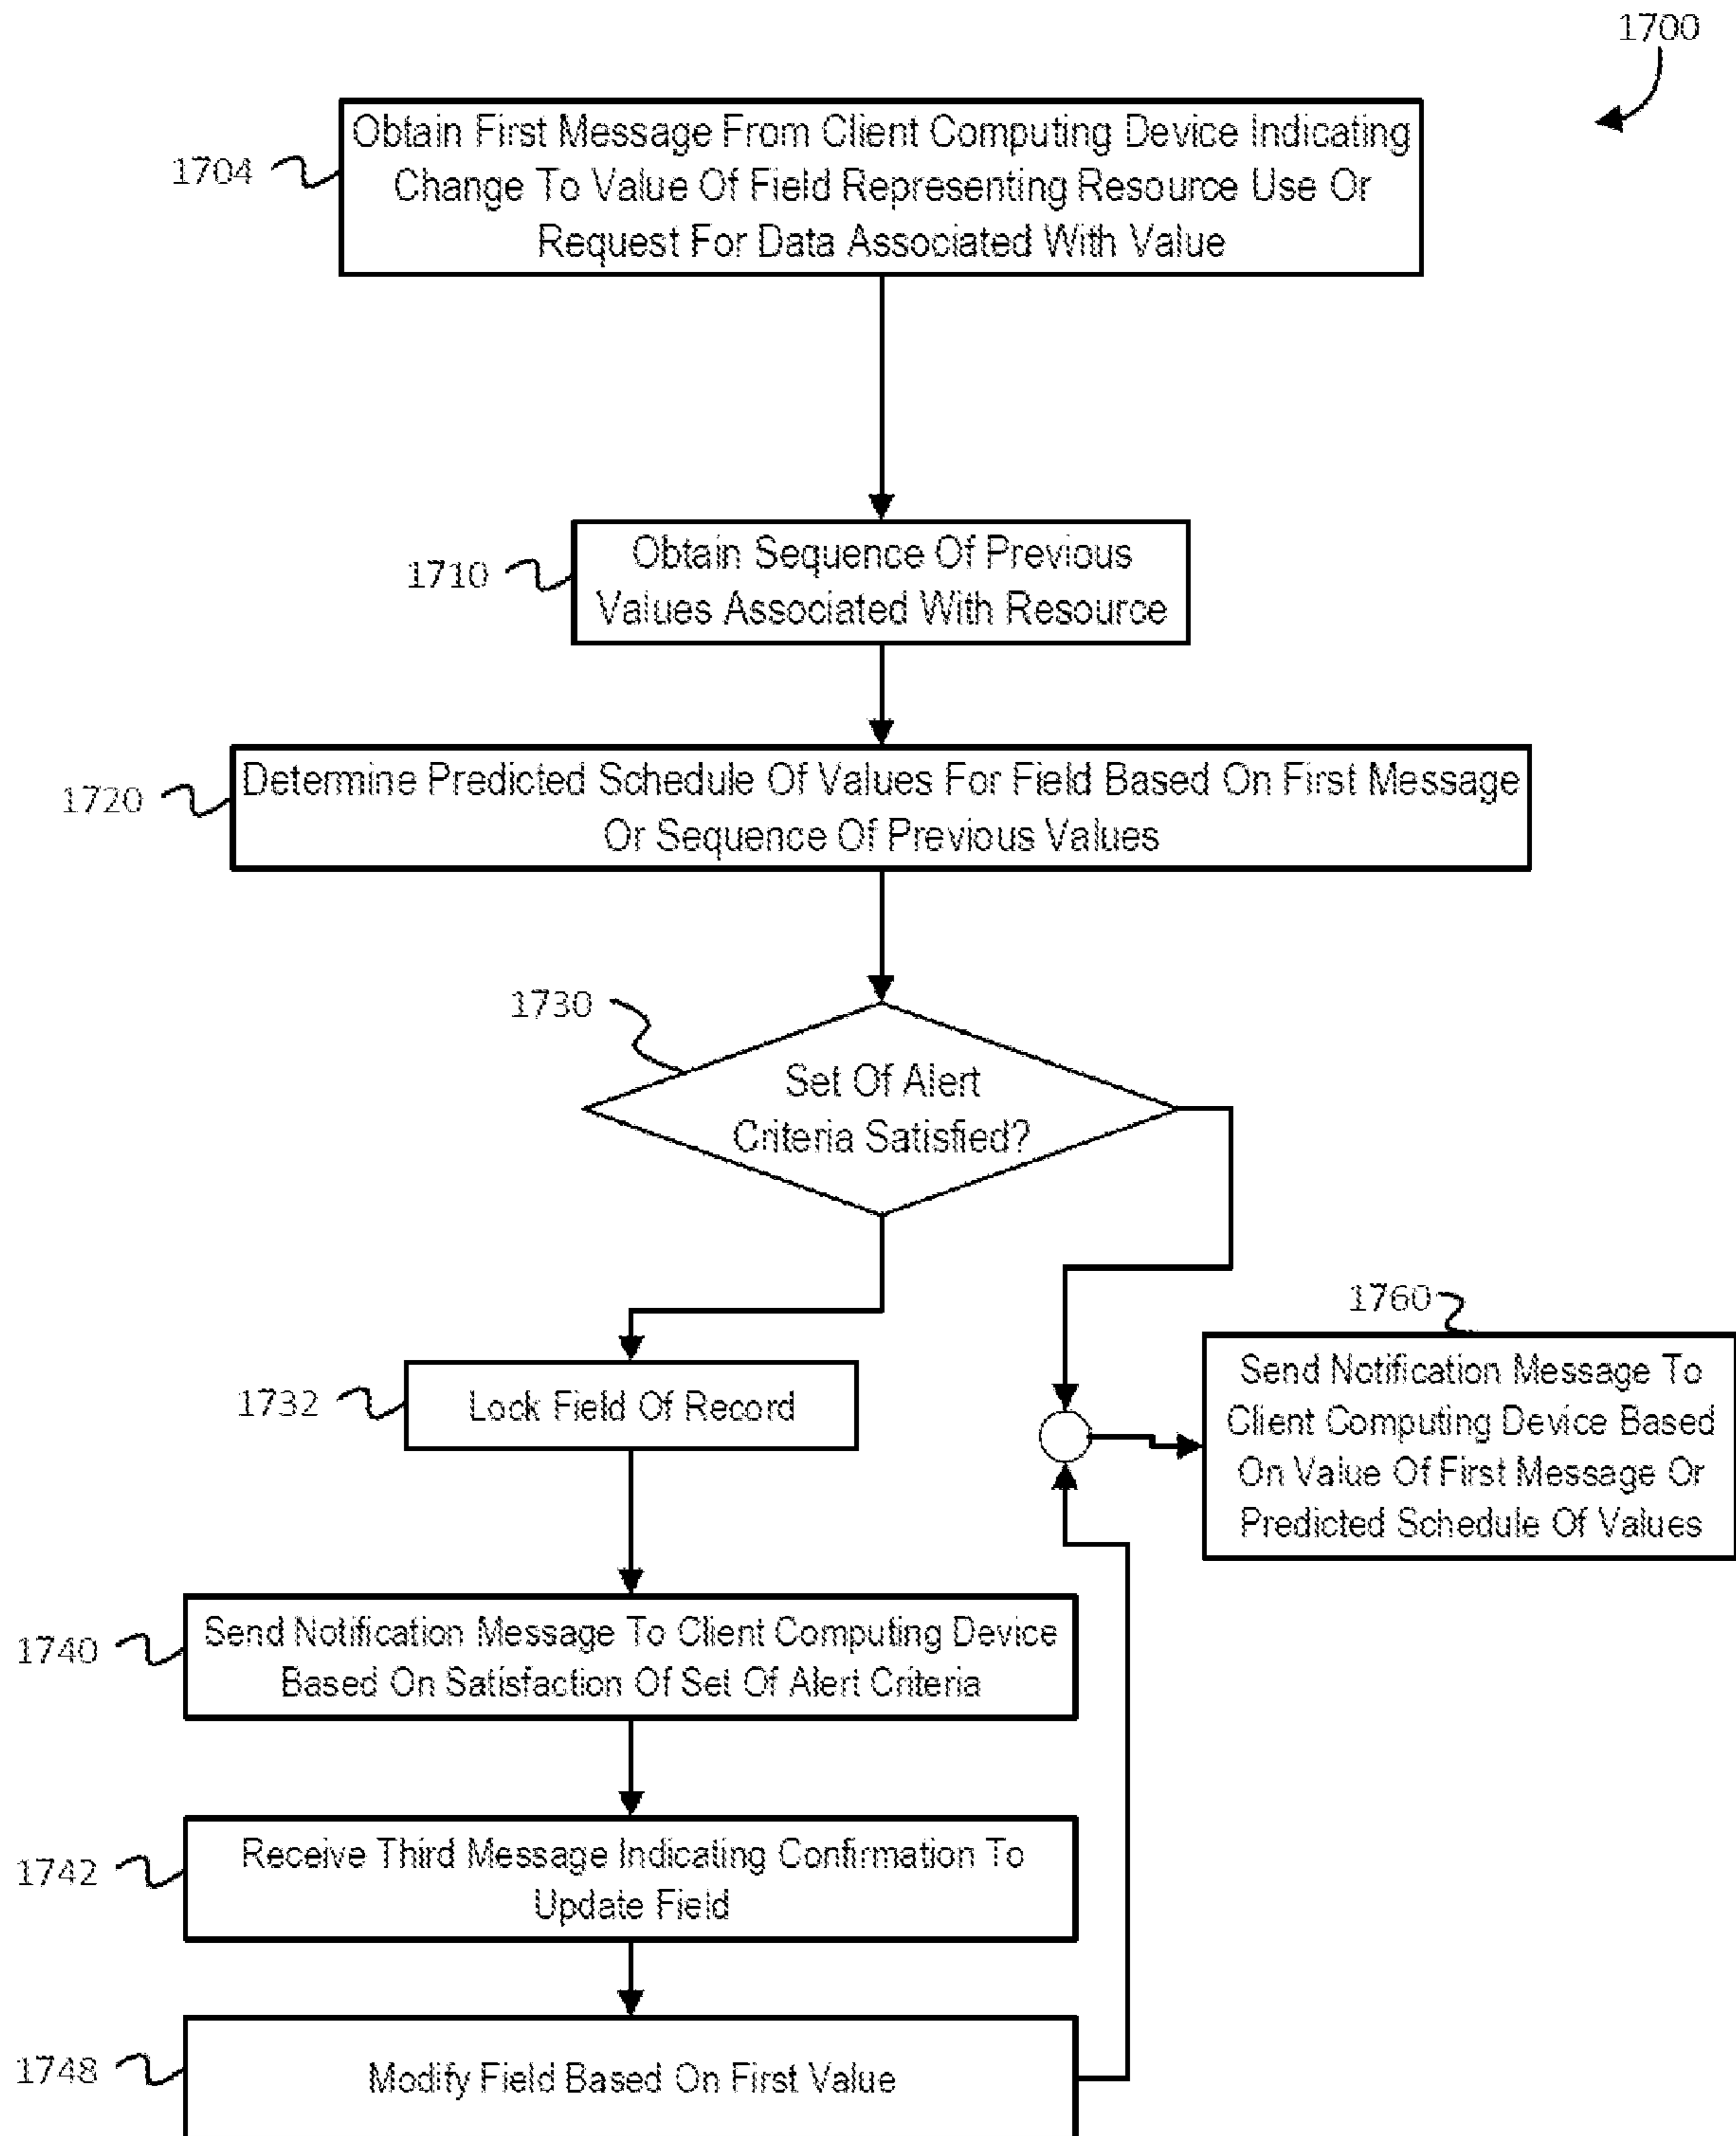 1700
1704
Obtain First Message From Client Computing Device Indicating
Change To Value Of Field Representing Resource Use Or
Request For Data Associated With Value
1710
Obtain Sequence Of Previous
Values Associated With Resource
1720
Determine Predicted Schedule Of Values For Field Based On First Message
Or Sequence Of Previous Values
1730
Set Of Alert
Criteria Satisfied?
1732
Lock Field Of Record
1760
Send Notification Message To
Client Computing Device Based
On Value Of First Message Or
Predicted Schedule Of Values
1740
Send Notification Message To Client Computing Device
Based On Satisfaction Of Set Of Alert Criteria
1742
Receive Third Message Indicating Confirmation To
Update Field
1748
Modify Field Based On First Value